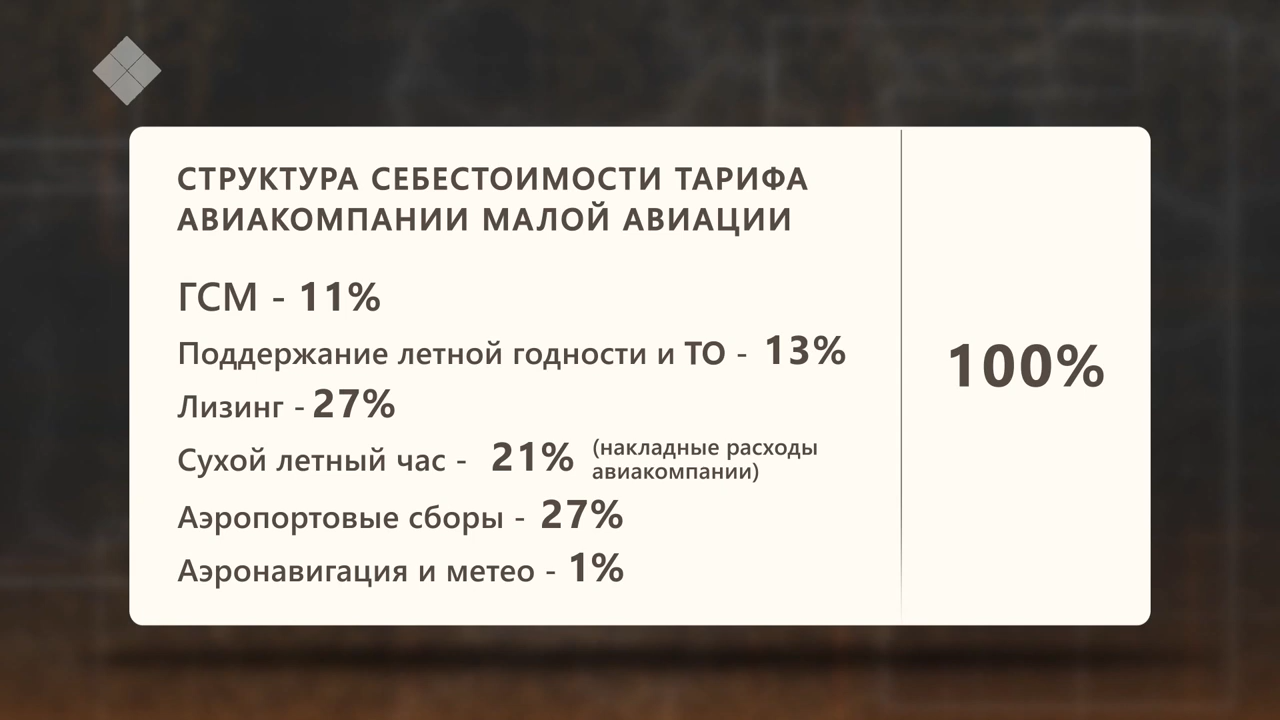 СТРУКТУРА СЕБЕСТОИМОСТИ ТАРИФА
АВИАКОМПАНИИ МАЛОЙ АВИАЦИИ
ГСМ - 11%
Поддержание летной годности и ТО - 13%
Лизинг - 27%
Сухой летный час - 21% (накладные расходы
авиакомпании)
Аэропортовые сборы - 27%
Аэронавигация и метео - 1%
100%